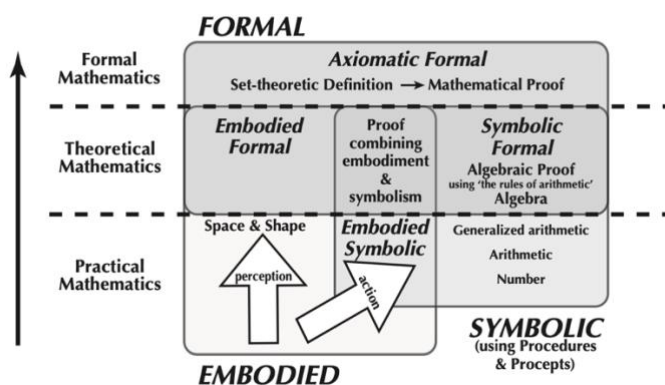 FORMAL
Formal
Mathematics
Axiomatic Formal
Set-theoretic Definition → Mathematical Proof
Theoretical
Mathematics
Embodied
Formal
Proof
combining
embodiment
&
symbolism
Symbolic
Formal
Algebraic Proof
using ‘the rules of arithmetic’
Algebra
Practical
Mathematics
Space & Shape
perception
Embodied
Symbolic
action
Generalized arithmetic
Arithmetic
Number
EMBODIED
SYMBOLIC
(using Procedures
& Procepts)